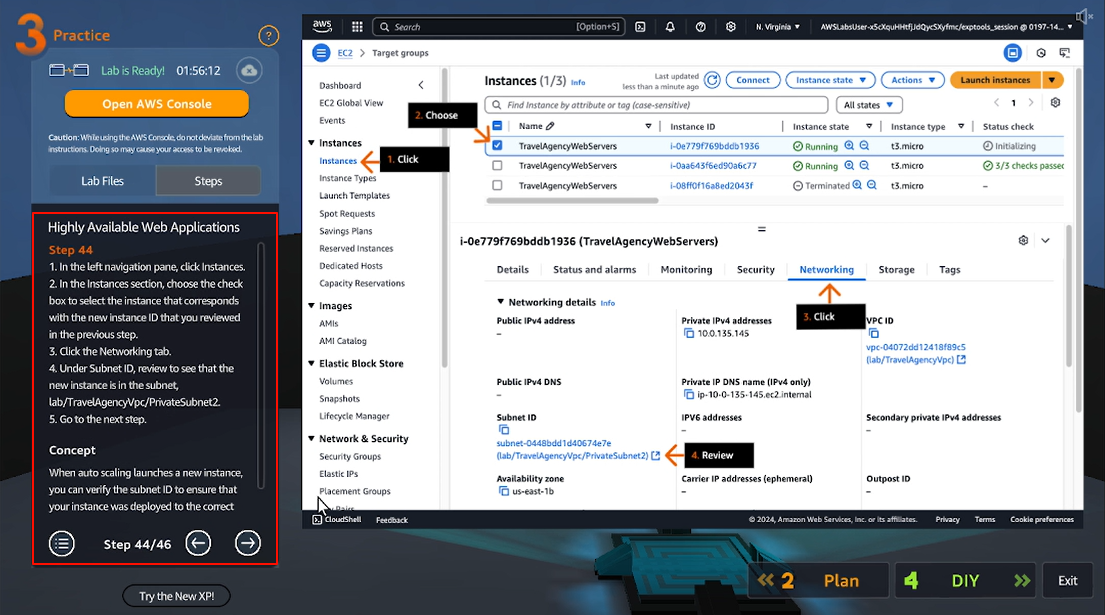 3 Practice
?
Lab is Ready! 01:56:12
Open AWS Console
Caution: While using the AWS Console, do not deviate from the lab
instructions. Doing so may cause your access to be revoked.
Lab Files Steps
Highly Available Web Applications
Step 44
1. In the left navigation pane, click Instances.
2. In the Instances section, choose the check
box to select the instance that corresponds
with the new instance ID that you reviewed
in the previous step.
3. Click the Networking tab.
4. Under Subnet ID, review to see that the
new instance is in the subnet,
lab/TravelAgencyVpc/PrivateSubnet2.
5. Go to the next step.
Concept
When auto scaling launches a new instance,
you can verify the subnet ID to ensure that
your instance was deployed to the correct
Step 44/46
Try the New XP!
aws Search [Option+S] N. Virginia AWSLabsUser-x5cXquHHtfjJdQycSXyfmc/exptools_session @ 0197-14...
EC2 > Target groups
Dashboard
EC2 Global View
Events
Instances
Instances
Instance Types
Launch Templates
Spot Requests
Savings Plans
Reserved Instances
Dedicated Hosts
Capacity Reservations
Images
AMIs
AMI Catalog
Elastic Block Store
Volumes
Snapshots
Lifecycle Manager
Network & Security
Security Groups
Elastic IPs
Placement Groups
1. Click
2. Choose
Instances (1/3) Info
Last updated
less than a minute ago
Connect Instance state Actions Launch instances
Find Instance by attribute or tag (case-sensitive) All states 1
Name Instance ID Instance state Instance type Status check
TravelAgencyWebServers i-0e779f769bddb1936 Running t3.micro Initializing
TravelAgencyWebServers i-0aa643f6ed90a6c77 Running t3.micro 3/3 checks passed
TravelAgencyWebServers i-08ff0f16a8ed2043f Terminated t3.micro –
i-0e779f769bddb1936 (TravelAgencyWebServers)
Details Status and alarms Monitoring Security Networking Storage Tags
Networking details Info
3. Click
Public IPv4 address
–
Private IPv4 addresses
10.0.135.145
VPC ID
vpc-04072dd12418f89c5
(lab/TravelAgencyVpc)
Public IPv4 DNS
–
Private IP DNS name (IPv4 only)
ip-10-0-135-145.ec2.internal
Subnet ID
subnet-0448bdd1d40674e7e
(lab/TravelAgencyVpc/PrivateSubnet2)
4. Review
IPV6 addresses
–
Secondary private IPv4 addresses
–
Availability zone
us-east-1b
Carrier IP addresses (ephemeral)
–
Outpost ID
–
CloudShell Feedback © 2024, Amazon Web Services, Inc. or its affiliates. Privacy Terms Cookie preferences
2 Plan 4 DIY Exit